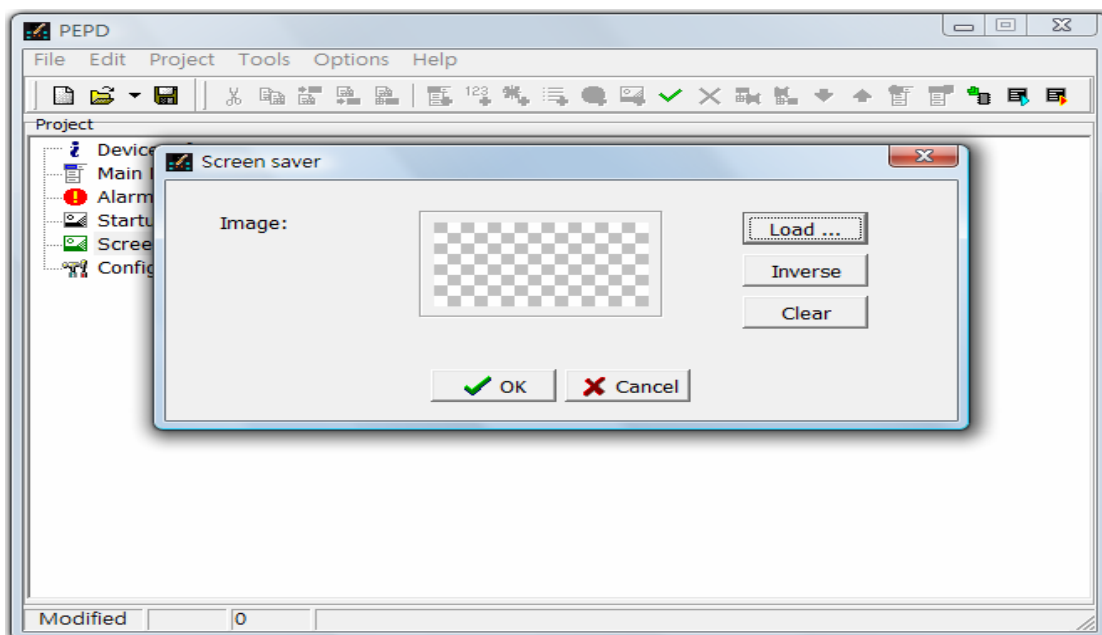 PEPD
File Edit Project Tools Options Help
123
Project
Device
Main
Alarm
Startu
Scree
Config
Screen saver
Image:
Load ...
Inverse
Clear
OK
Cancel
Modified 0